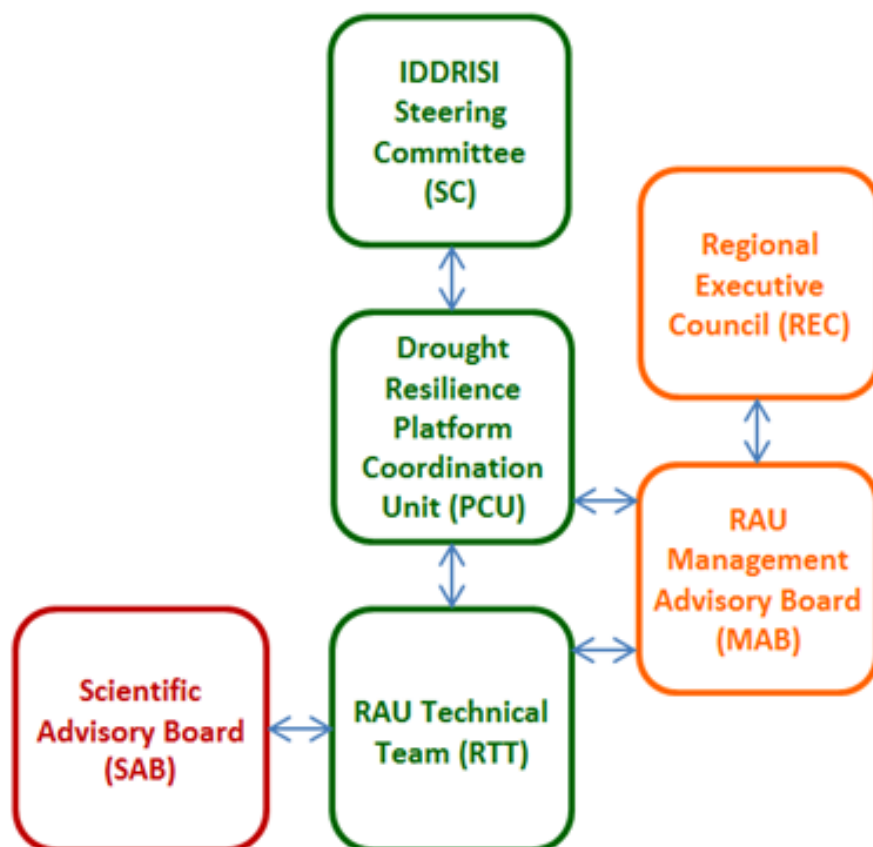 IDDRISI
Steering
Committee
(SC)
Regional
Executive
Council (REC)
Drought
Resilience
Platform
Coordination
Unit (PCU)
RAU
Management
Advisory Board
(MAB)
Scientific
Advisory Board
(SAB)
RAU Technical
Team (RTT)